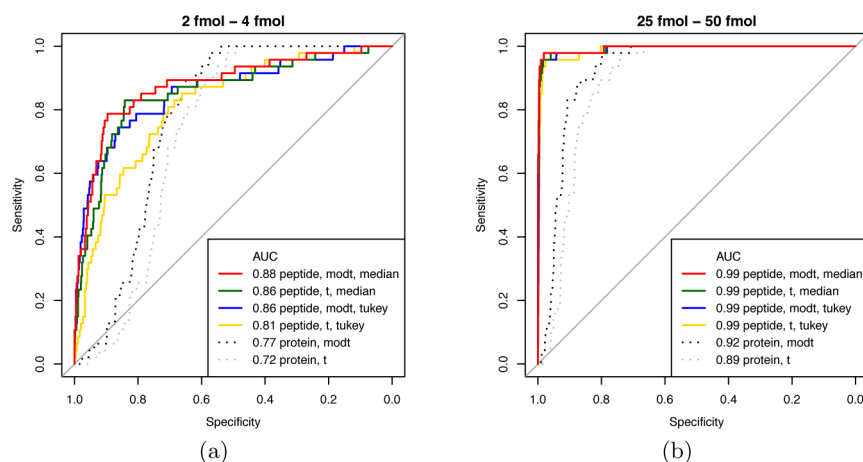 2 fmol − 4 fmol
Sensitivity
1.0
0.8
0.6
0.4
0.2
0.0
AUC
0.88 peptide, modt, median
0.86 peptide, t, median
0.86 peptide, modt, tukey
0.81 peptide, t, tukey
0.77 protein, modt
0.72 protein, t
1.0 0.8 0.6 0.4 0.2 0.0
Specificity
(a)
25 fmol − 50 fmol
Sensitivity
1.0
0.8
0.6
0.4
0.2
0.0
AUC
0.99 peptide, modt, median
0.99 peptide, t, median
0.99 peptide, modt, tukey
0.99 peptide, t, tukey
0.92 protein, modt
0.89 protein, t
1.0 0.8 0.6 0.4 0.2 0.0
Specificity
(b)